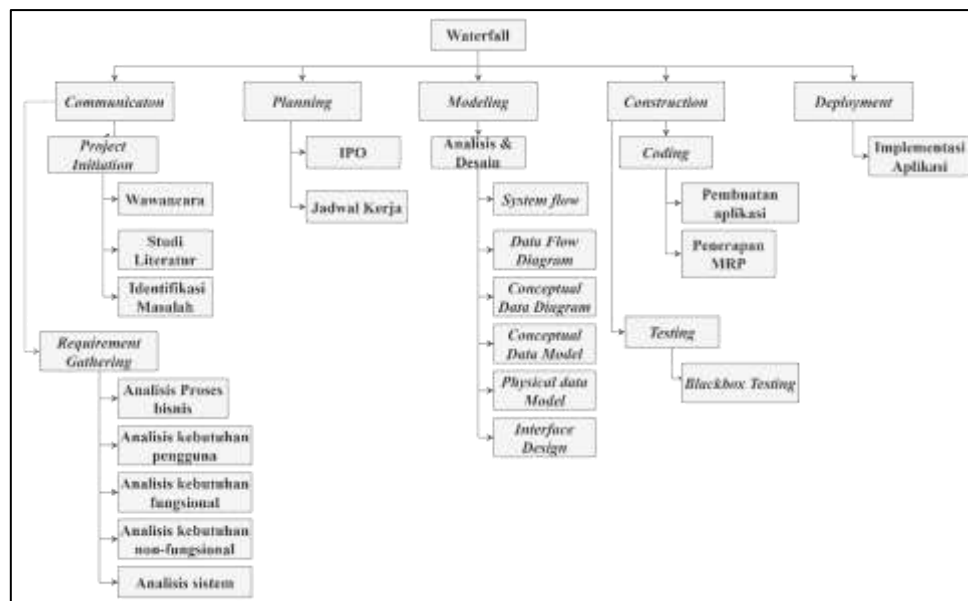 Waterfall
Communicaton
Planning
Modeling
Construction
Deployment
Project
Initiation
Wawancara
Studi
Literatur
Identifikasi
Masalah
Requirement
Gathering
Analisis Proses
bisnis
Analisis kebutuhan
pengguna
Analisis kebutuhan
fungsional
Analisis kebutuhan
non-fungsional
Analisis sistem
IPO
Jadwal Kerja
Analisis &
Desain
System flow
Data Flow
Diagram
Conceptual
Data Diagram
Conceptual
Data Model
Physical data
Model
Interface
Design
Coding
Pembuatan
aplikasi
Penerapan
MRP
Testing
Blackbox Testing
Implementasi
Aplikasi